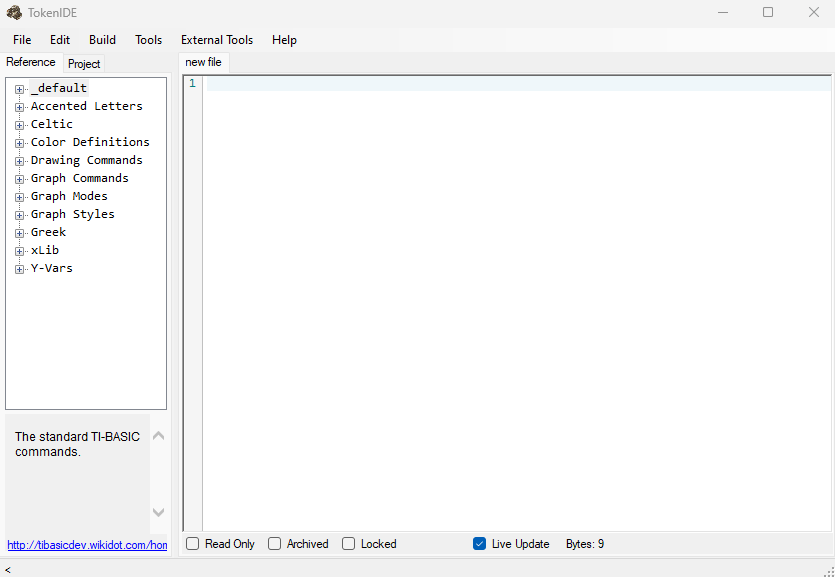 TokenIDE
File Edit Build Tools External Tools Help
Reference Project
new file
_default
Accented Letters
Celtic
Color Definitions
Drawing Commands
Graph Commands
Graph Modes
Graph Styles
Greek
xLib
Y-Vars
1
The standard TI-BASIC
commands.
http://tibasicdev.wikidot.com/hon
Read Only Archived Locked Live Update Bytes: 9
<